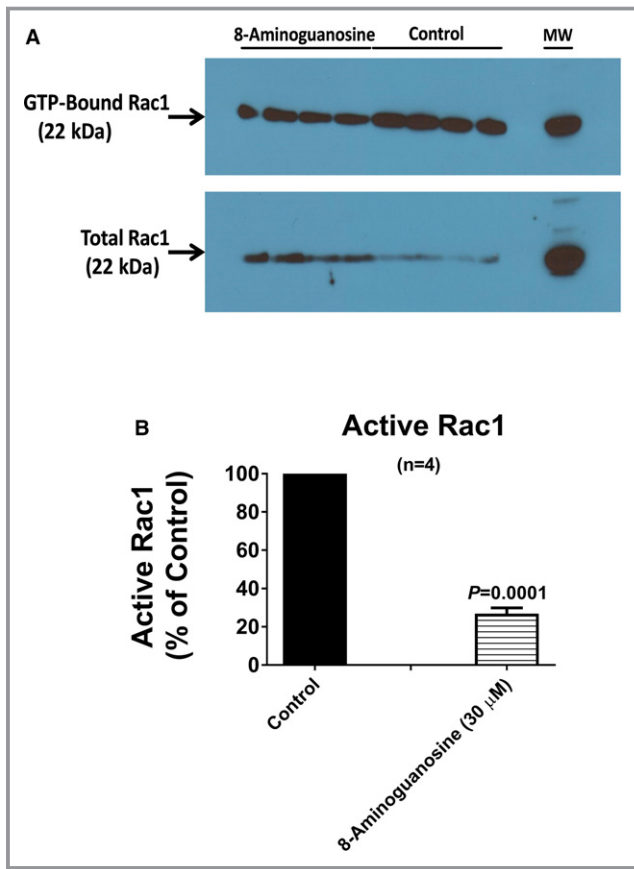 A
8-Aminoguanosine
Control
MW
GTP-Bound Rac1
(22 kDa)
Total Rac1
(22 kDa)
B
Active Rac1
(n=4)
Active Rac1
(% of Control)
100
80
60
40
20
0
P=0.0001
Control
8-Aminoguanosine (30 μM)